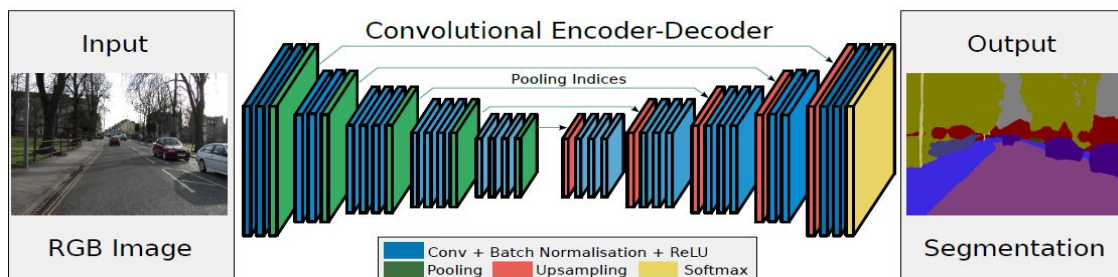 Input
RGB Image
Convolutional Encoder-Decoder
Pooling Indices
Conv + Batch Normalisation + ReLU
Pooling Upsampling Softmax
Output
Segmentation